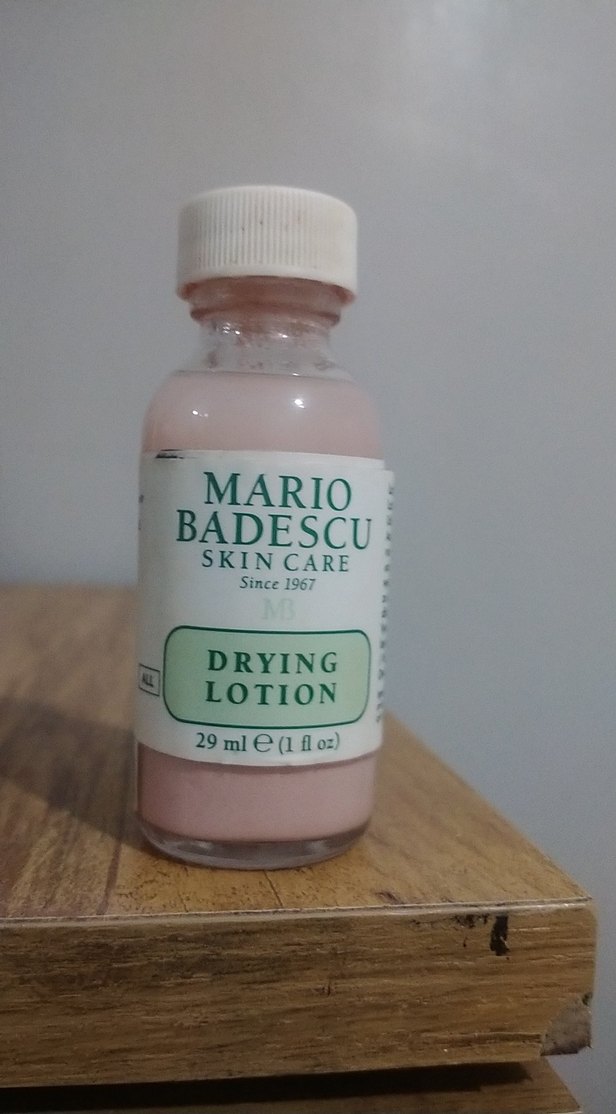 MARIO
BADESCU
SKIN CARE
Since 1967
MB
DRYING
LOTION
ALL
29 ml ℮ (1 fl oz)